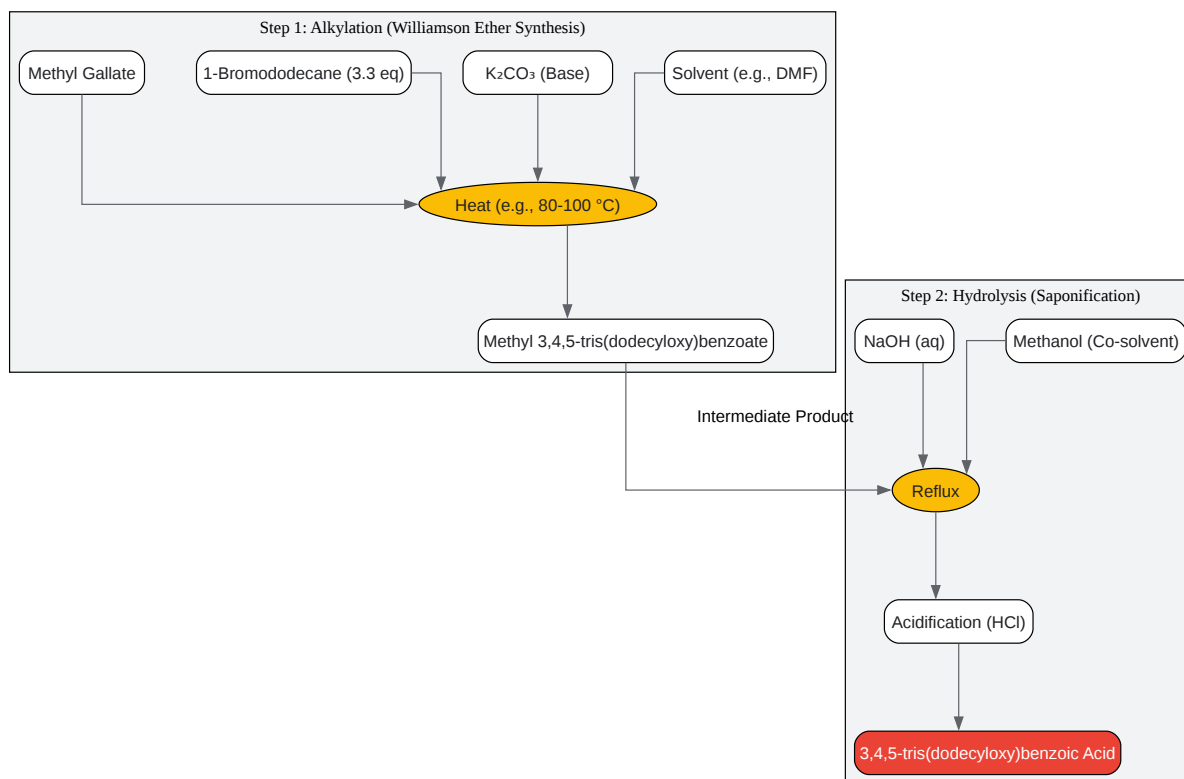 Step 1: Alkylation (Williamson Ether Synthesis)
Methyl Gallate
1-Bromododecane (3.3 eq)
K₂CO₃ (Base)
Solvent (e.g., DMF)
Heat (e.g., 80-100 °C)
Methyl 3,4,5-tris(dodecyloxy)benzoate
Intermediate Product
Step 2: Hydrolysis (Saponification)
NaOH (aq)
Methanol (Co-solvent)
Reflux
Acidification (HCl)
3,4,5-tris(dodecyloxy)benzoic Acid